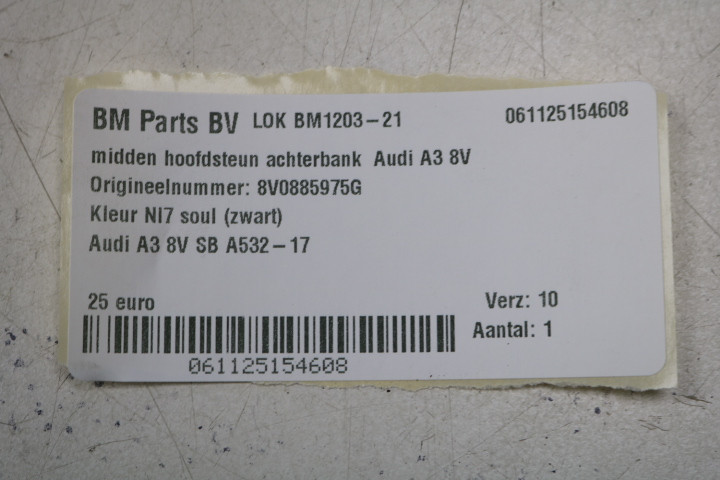 BM Parts BV LOK BM1203-21 061125154608
midden hoofdsteun achterbank Audi A3 8V
Origineelnummer: 8V0885975G
Kleur NI7 soul (zwart)
Audi A3 8V SB A532-17
25 euro Verz: 10
Aantal: 1
061125154608